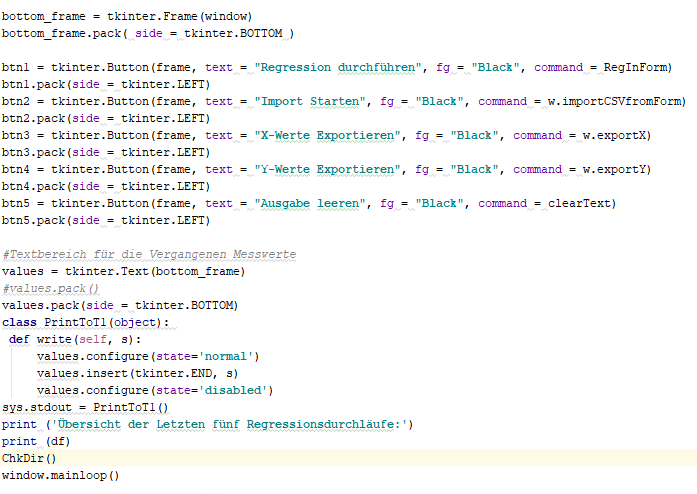 bottom_frame = tkinter.Frame(window)
bottom_frame.pack( side = tkinter.BOTTOM )
btn1 = tkinter.Button(frame, text = "Regression durchführen", fg = "Black", command = RegInForm)
btn1.pack(side = tkinter.LEFT)
btn2 = tkinter.Button(frame, text = "Import Starten", fg = "Black", command = w.importCSVfromForm)
btn2.pack(side = tkinter.LEFT)
btn3 = tkinter.Button(frame, text = "X-Werte Exportieren", fg = "Black", command = w.exportX)
btn3.pack(side = tkinter.LEFT)
btn4 = tkinter.Button(frame, text = "Y-Werte Exportieren", fg = "Black", command = w.exportY)
btn4.pack(side = tkinter.LEFT)
btn5 = tkinter.Button(frame, text = "Ausgabe leeren", fg = "Black", command = clearText)
btn5.pack(side = tkinter.LEFT)
#Textbereich für die Vergangenen Messwerte
values = tkinter.Text(bottom_frame)
#values.pack()
values.pack(side = tkinter.BOTTOM)
class PrintToT1(object):
 def write(self, s):
     values.configure(state='normal')
     values.insert(tkinter.END, s)
     values.configure(state='disabled')
sys.stdout = PrintToT1()
print ('Übersicht der Letzten fünf Regressionsdurchläufe:')
print (df)
ChkDir()
window.mainloop()